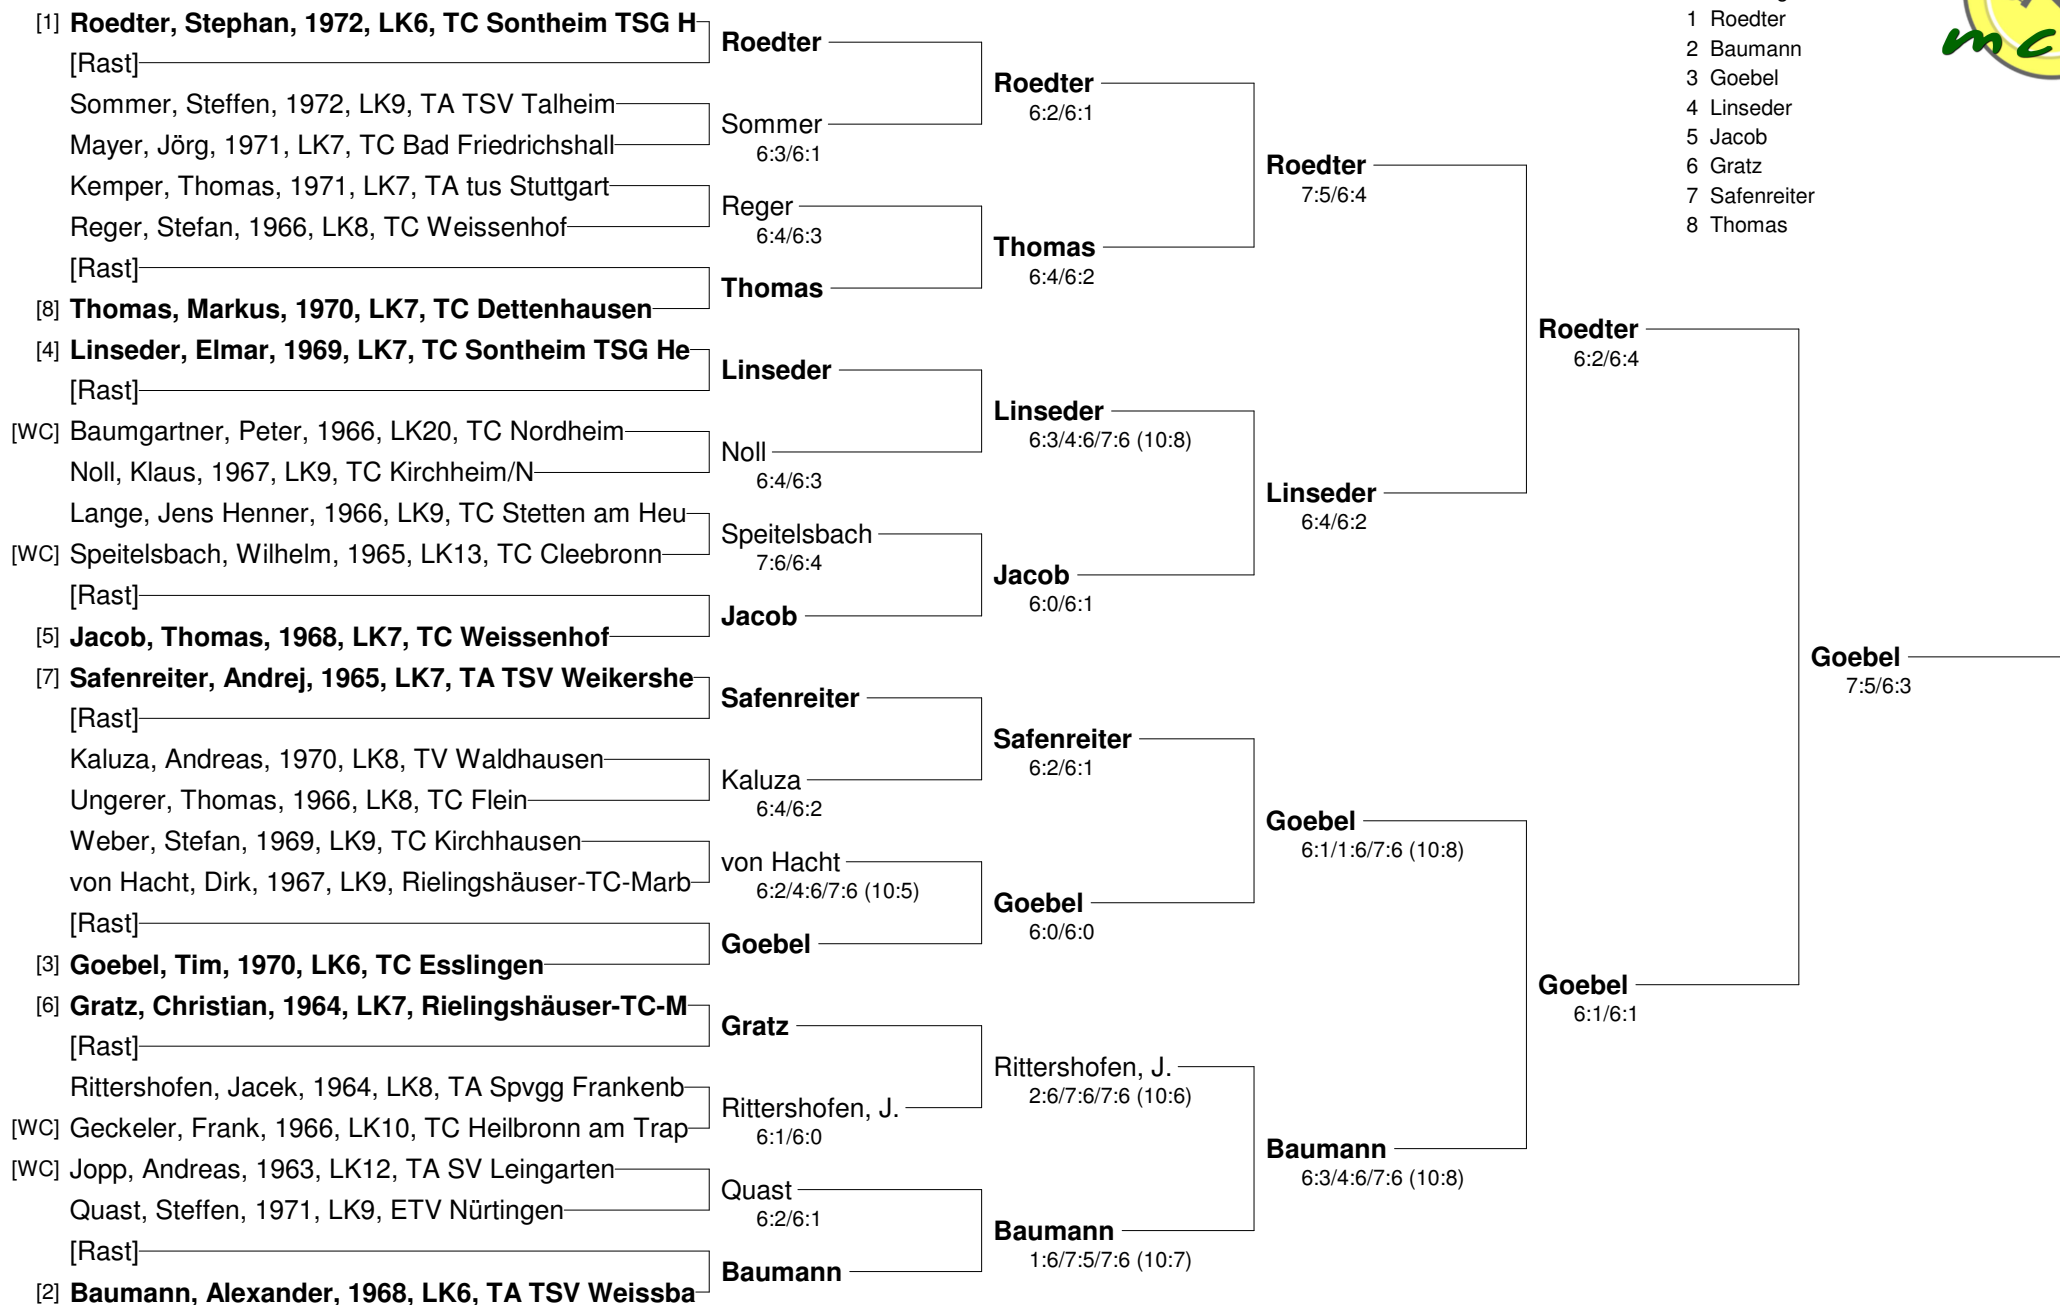 [1] Roedter, Stephan, 1972, LK6, TC Sontheim TSG H
[Rast]
Sommer, Steffen, 1972, LK9, TA TSV Talheim
Mayer, Jörg, 1971, LK7, TC Bad Friedrichshall
Kemper, Thomas, 1971, LK7, TA tus Stuttgart
Reger, Stefan, 1966, LK8, TC Weissenhof
[Rast]
[8] Thomas, Markus, 1970, LK7, TC Dettenhausen
[4] Linseder, Elmar, 1969, LK7, TC Sontheim TSG He
[Rast]
[WC] Baumgartner, Peter, 1966, LK20, TC Nordheim
Noll, Klaus, 1967, LK9, TC Kirchheim/N
Lange, Jens Henner, 1966, LK9, TC Stetten am Heu
[WC] Speitelsbach, Wilhelm, 1965, LK13, TC Cleebronn
[Rast]
[5] Jacob, Thomas, 1968, LK7, TC Weissenhof
[7] Safenreiter, Andrej, 1965, LK7, TA TSV Weikershe
[Rast]
Kaluza, Andreas, 1970, LK8, TV Waldhausen
Ungerer, Thomas, 1966, LK8, TC Flein
Weber, Stefan, 1969, LK9, TC Kirchhausen
von Hacht, Dirk, 1967, LK9, Rielingshäuser-TC-Marb
[Rast]
[3] Goebel, Tim, 1970, LK6, TC Esslingen
[6] Gratz, Christian, 1964, LK7, Rielingshäuser-TC-M
[Rast]
Rittershofen, Jacek, 1964, LK8, TA Spvgg Frankenb
[WC] Geckeler, Frank, 1966, LK10, TC Heilbronn am Trap
[WC] Jopp, Andreas, 1963, LK12, TA SV Leingarten
Quast, Steffen, 1971, LK9, ETV Nürtingen
[Rast]
[2] Baumann, Alexander, 1968, LK6, TA TSV Weissba
Roedter
Sommer
6:3/6:1
Reger
6:4/6:3
Thomas
Linseder
Noll
6:4/6:3
Speitelsbach
7:6/6:4
Jacob
Safenreiter
Kaluza
6:4/6:2
von Hacht
6:2/4:6/7:6 (10:5)
Goebel
Gratz
Rittershofen, J.
6:1/6:0
Quast
6:2/6:1
Baumann
Roedter
6:2/6:1
Thomas
6:4/6:2
Linseder
6:3/4:6/7:6 (10:8)
Jacob
6:0/6:1
Safenreiter
6:2/6:1
Goebel
6:0/6:0
Rittershofen, J.
2:6/7:6/7:6 (10:6)
Baumann
1:6/7:5/7:6 (10:7)
Roedter
7:5/6:4
Linseder
6:4/6:2
Goebel
6:1/1:6/7:6 (10:8)
Baumann
6:3/4:6/7:6 (10:8)
Roedter
6:2/6:4
Goebel
6:1/6:1
Goebel
7:5/6:3
1 Roedter
2 Baumann
3 Goebel
4 Linseder
5 Jacob
6 Gratz
7 Safenreiter
8 Thomas
mc